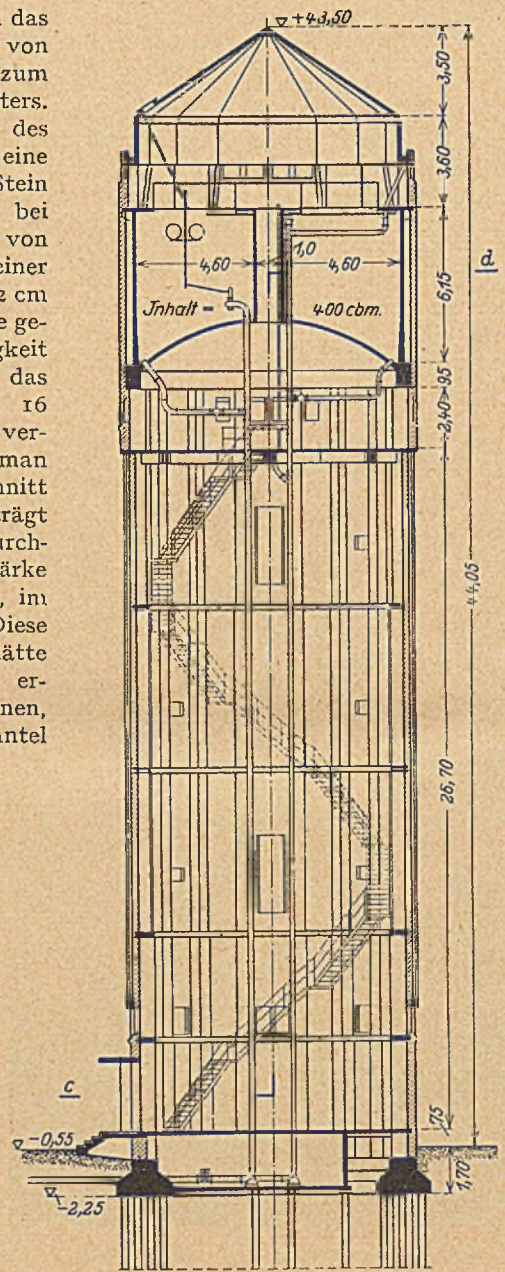 das
von
zum
ters.
des
eine
Stein
bei
von
einer
2 cm
e ge-
gkeit
das
16
ver-
man
hnitt
trägt
urch-
ärke
, im
Diese
ätte
er-
nen,
antel
+43,50
3,50
3,60
1,0
4,60
4,60
d
6,15
Jnhalt = 400 cbm.
95
2,40
44,05
26,70
c
75
-0,55
1,70
-2,25